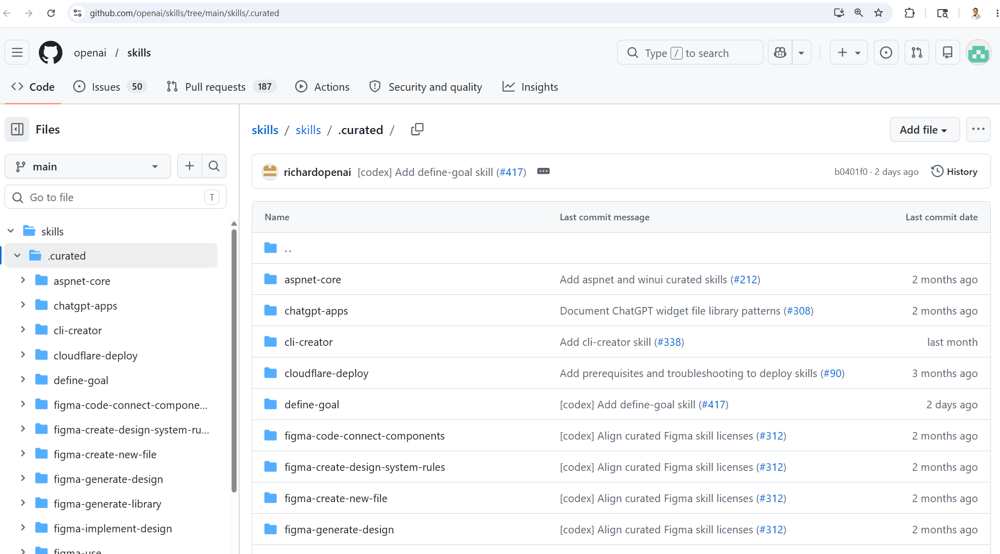 github.com/openai/skills/tree/main/skills/.curated
openai / skills
Type / to search
Code
Issues 50
Pull requests 187
Actions
Security and quality
Insights
Files
main
Go to file T
skills
.curated
aspnet-core
chatgpt-apps
cli-creator
cloudflare-deploy
define-goal
figma-code-connect-compone...
figma-create-design-system-ru...
figma-create-new-file
figma-generate-design
figma-generate-library
figma-implement-design
figma-use
skills / skills / .curated /
Add file
richardopenai [codex] Add define-goal skill (#417)
b0401f0 · 2 days ago
History
Name Last commit message Last commit date
..
aspnet-core Add aspnet and winui curated skills (#212) 2 months ago
chatgpt-apps Document ChatGPT widget file library patterns (#308) 2 months ago
cli-creator Add cli-creator skill (#338) last month
cloudflare-deploy Add prerequisites and troubleshooting to deploy skills (#90) 3 months ago
define-goal [codex] Add define-goal skill (#417) 2 days ago
figma-code-connect-components [codex] Align curated Figma skill licenses (#312) 2 months ago
figma-create-design-system-rules [codex] Align curated Figma skill licenses (#312) 2 months ago
figma-create-new-file [codex] Align curated Figma skill licenses (#312) 2 months ago
figma-generate-design [codex] Align curated Figma skill licenses (#312) 2 months ago